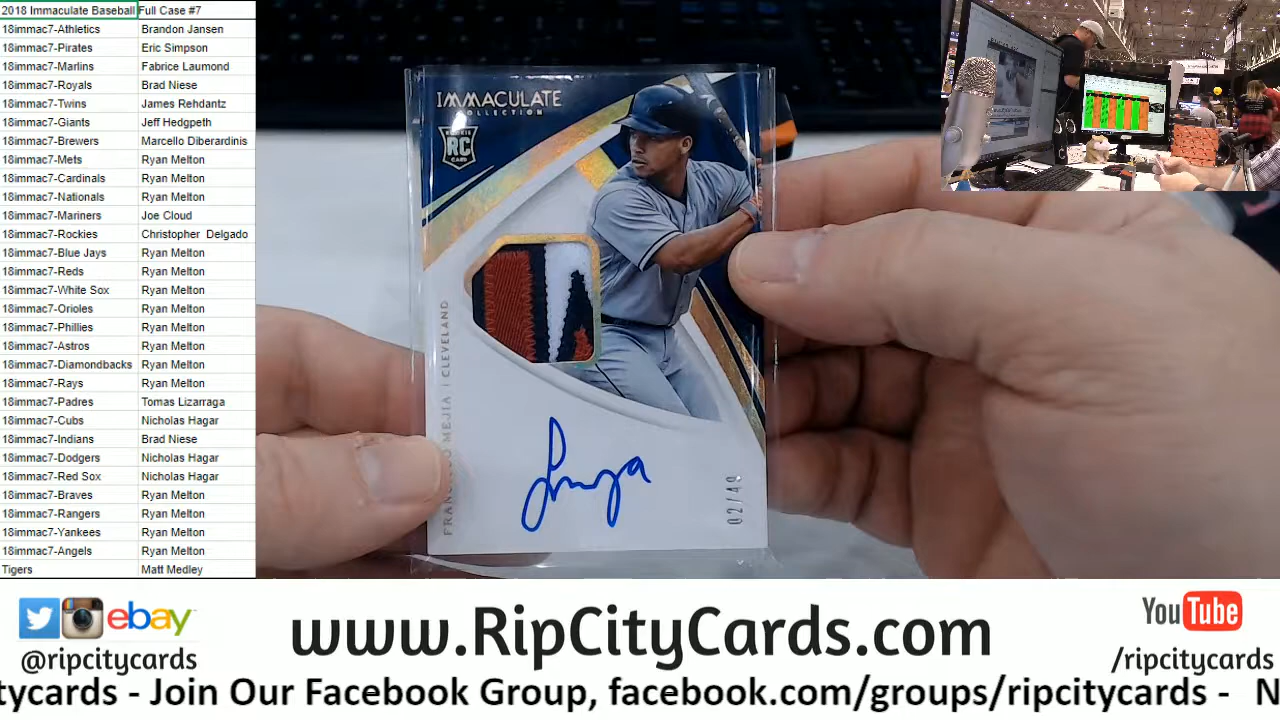 2018 Immaculate Baseball Full Case #7
18immac7-Athletics Brandon Jansen
18immac7-Pirates Eric Simpson
18immac7-Marlins Fabrice Laumond
18immac7-Royals Brad Niese
18immac7-Twins James Rehdantz
18immac7-Giants Jeff Hedgpeth
18immac7-Brewers Marcello Diberardinis
18immac7-Mets Ryan Melton
18immac7-Cardinals Ryan Melton
18immac7-Nationals Ryan Melton
18immac7-Mariners Joe Cloud
18immac7-Rockies Christopher Delgado
18immac7-Blue Jays Ryan Melton
18immac7-Reds Ryan Melton
18immac7-White Sox Ryan Melton
18immac7-Orioles Ryan Melton
18immac7-Phillies Ryan Melton
18immac7-Astros Ryan Melton
18immac7-Diamondbacks Ryan Melton
18immac7-Rays Ryan Melton
18immac7-Padres Tomas Lizarraga
18immac7-Cubs Nicholas Hagar
18immac7-Indians Brad Niese
18immac7-Dodgers Nicholas Hagar
18immac7-Red Sox Nicholas Hagar
18immac7-Braves Ryan Melton
18immac7-Rangers Ryan Melton
18immac7-Yankees Ryan Melton
18immac7-Angels Ryan Melton
Tigers Matt Medley
IMMACULATE
COLLECTION
RC
CARD
FRANCISCO MEJIA | CLEVELAND
02/49
ebay
@ripcitycards
www.RipCityCards.com
YouTube
/ripcitycards
tycards - Join Our Facebook Group, facebook.com/groups/ripcitycards - N